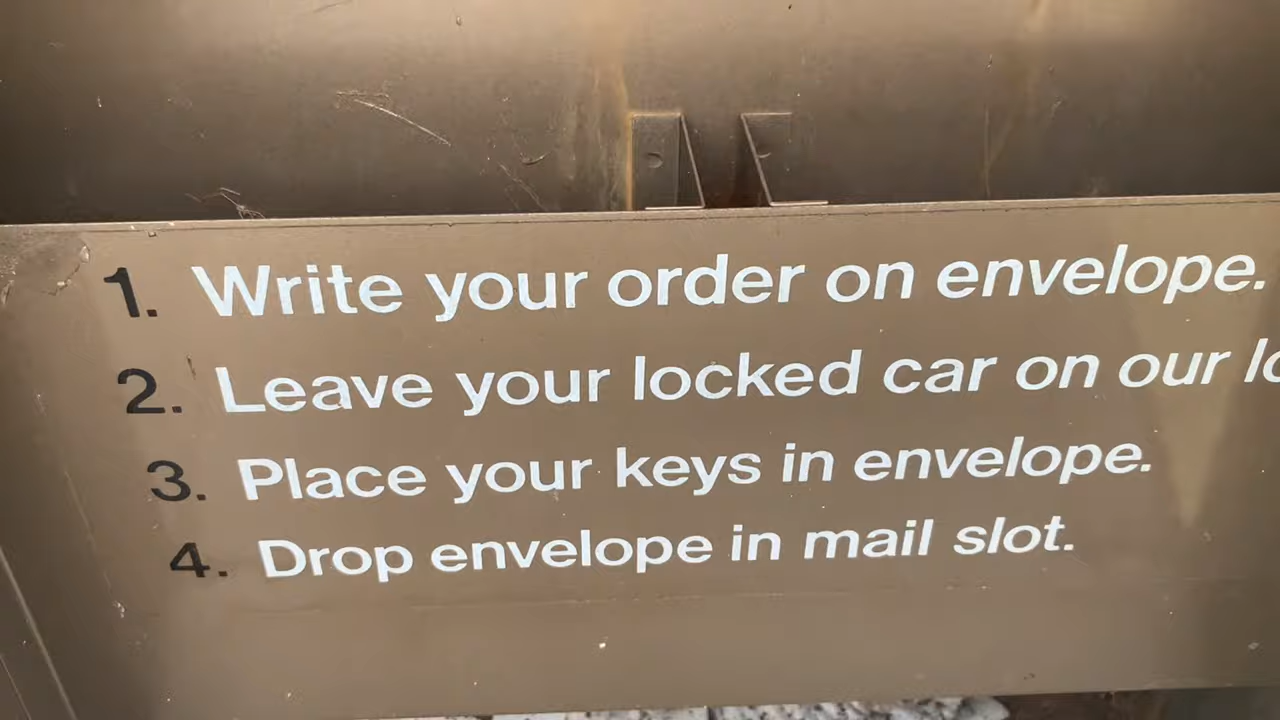 1. Write your order on envelope.
2. Leave your locked car on our
3. Place your keys in envelope.
4. Drop envelope in mail slot.